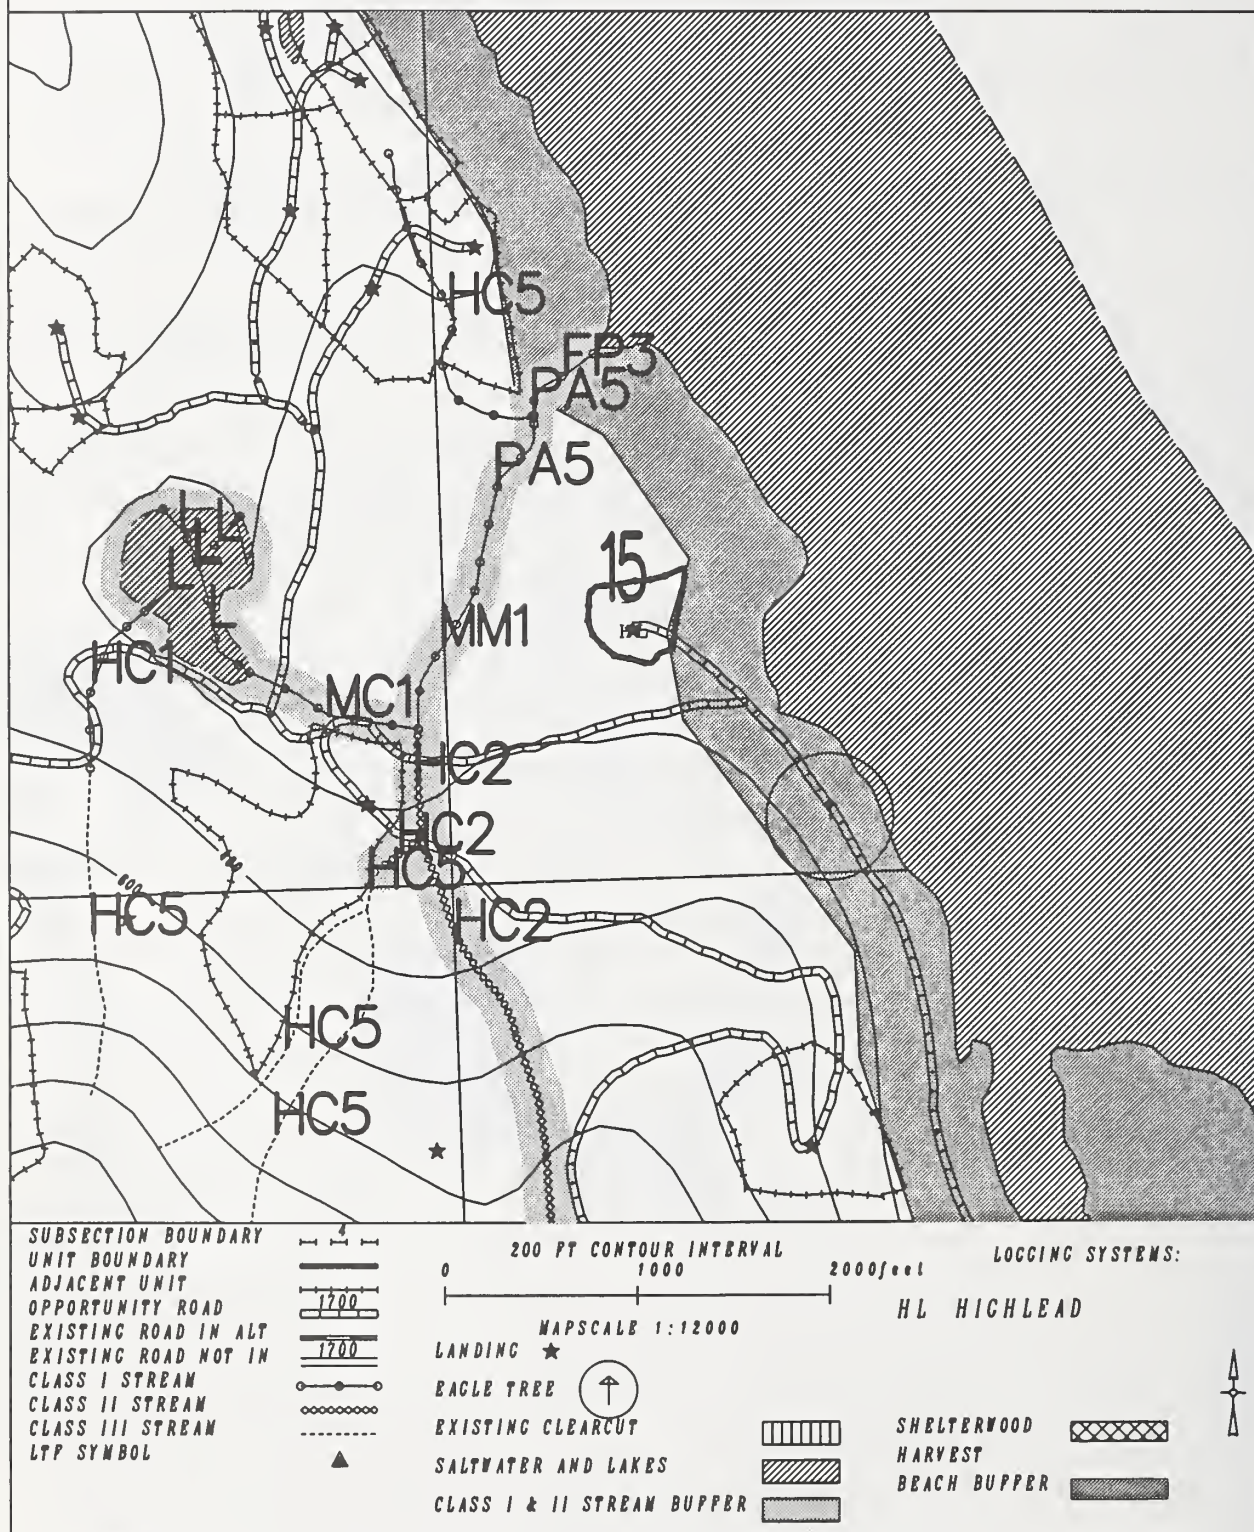 HC5
FP3
PA5
PA5
15
L L
L
L
L
HL
MM1
HC1
MC1
HC2
HC2
HC5
600
HC5
HC2
HC5
HC5
SUBSECTION BOUNDARY 4
UNIT BOUNDARY
ADJACENT UNIT
OPPORTUNITY ROAD 1700
EXISTING ROAD IN ALT
EXISTING ROAD NOT IN 1700
CLASS I STREAM
CLASS II STREAM
CLASS III STREAM
LTF SYMBOL
200 FT CONTOUR INTERVAL
0 1000 2000feet
MAPSCALE 1:12000
LANDING
EAGLE TREE
EXISTING CLEARCUT
SALTWATER AND LAKES
CLASS I & II STREAM BUFFER
LOGGING SYSTEMS:
HL HIGHLEAD
SHELTERWOOD
HARVEST
BEACH BUFFER